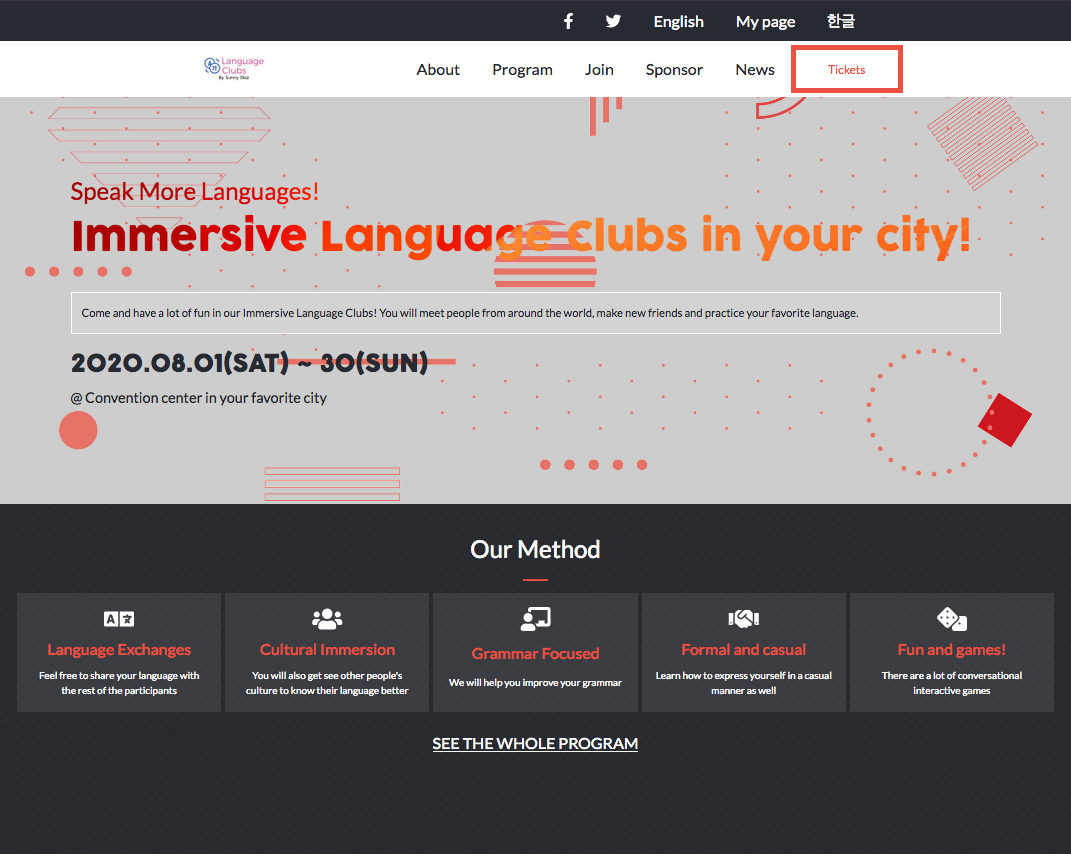 English My page 한글
Language
Clubs
By Sunny Diaz
About Program Join Sponsor News Tickets
Speak More Languages!
Immersive Language Clubs in your city!
Come and have a lot of fun in our Immersive Language Clubs! You will meet people from around the world, make new friends and practice your favorite language.
2020.08.01(SAT) ~ 30(SUN)
@ Convention center in your favorite city
Our Method
Language Exchanges
Feel free to share your language with
the rest of the participants
Cultural Immersion
You will also get see other people's
culture to know their language better
Grammar Focused
We will help you improve your grammar
Formal and casual
Learn how to express yourself in a casual
manner as well
Fun and games!
There are a lot of conversational
interactive games
SEE THE WHOLE PROGRAM